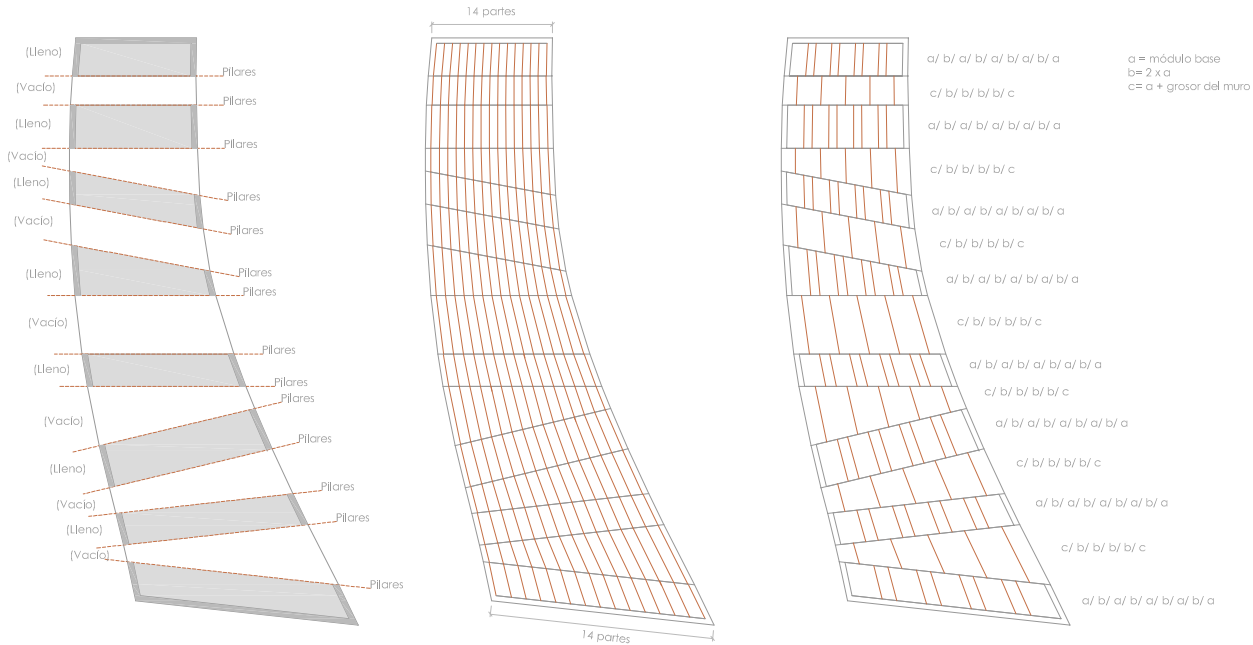 (Lleno)
Pilares
(Vacío)
Pilares
(Lleno)
Pilares
(Vacío)
(Lleno)
Pilares
(Vacío)
Pilares
(Lleno)
Pilares
Pilares
(Vacío)
Pilares
(Lleno)
Pilares
Pilares
(Vacío)
Pilares
(Lleno)
Pilares
(Vacío)
Pilares
(Lleno)
(Vacío)
Pilares
14 partes
14 partes
a/ b/ a/ b/ a/ b/ a/ b/ a
c/ b/ b/ b/ b/ c
a/ b/ a/ b/ a/ b/ a/ b/ a
c/ b/ b/ b/ b/ c
a/ b/ a/ b/ a/ b/ a/ b/ a
c/ b/ b/ b/ b/ c
a/ b/ a/ b/ a/ b/ a/ b/ a
c/ b/ b/ b/ b/ c
a/ b/ a/ b/ a/ b/ a/ b/ a
c/ b/ b/ b/ b/ c
a/ b/ a/ b/ a/ b/ a/ b/ a
c/ b/ b/ b/ b/ c
a/ b/ a/ b/ a/ b/ a/ b/ a
c/ b/ b/ b/ b/ c
a/ b/ a/ b/ a/ b/ a/ b/ a
a = módulo base
b= 2 x a
c= a + grosor del muro